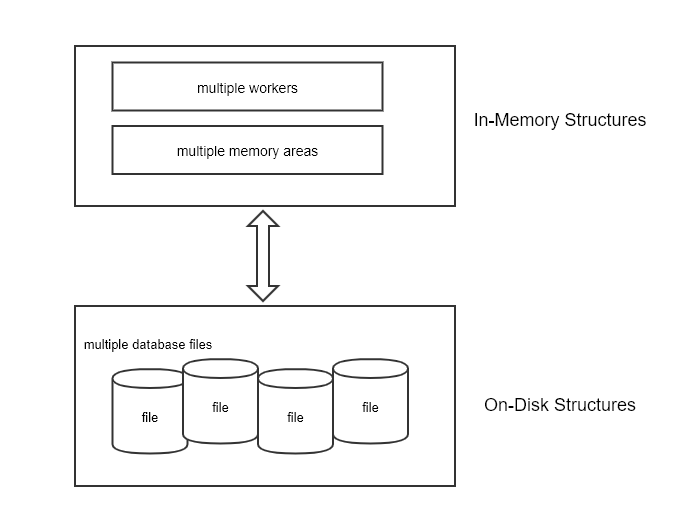 multiple workers
multiple memory areas
In-Memory Structures
multiple database files
file
file
file
file
On-Disk Structures